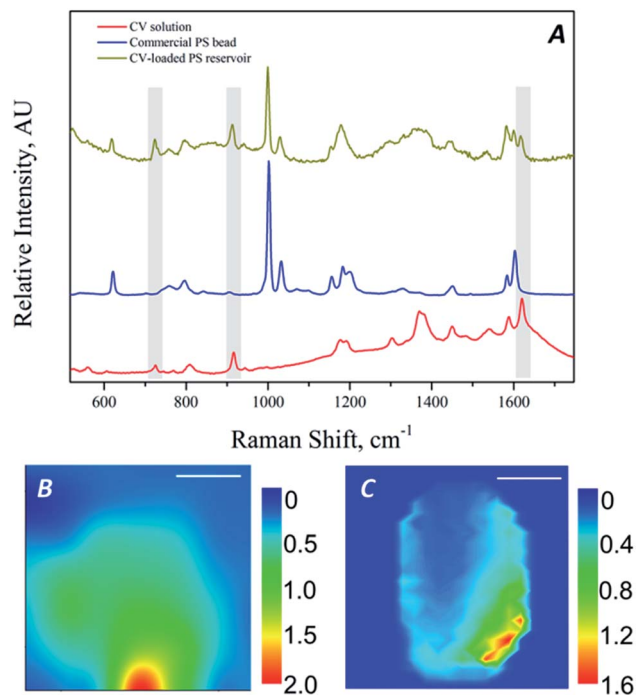 A
CV solution
Commercial PS bead
CV-loaded PS reservoir
Relative Intensity, AU
600 800 1000 1200 1400 1600
Raman Shift, cm⁻¹
B
0
0.5
1.0
1.5
2.0
C
0
0.4
0.8
1.2
1.6